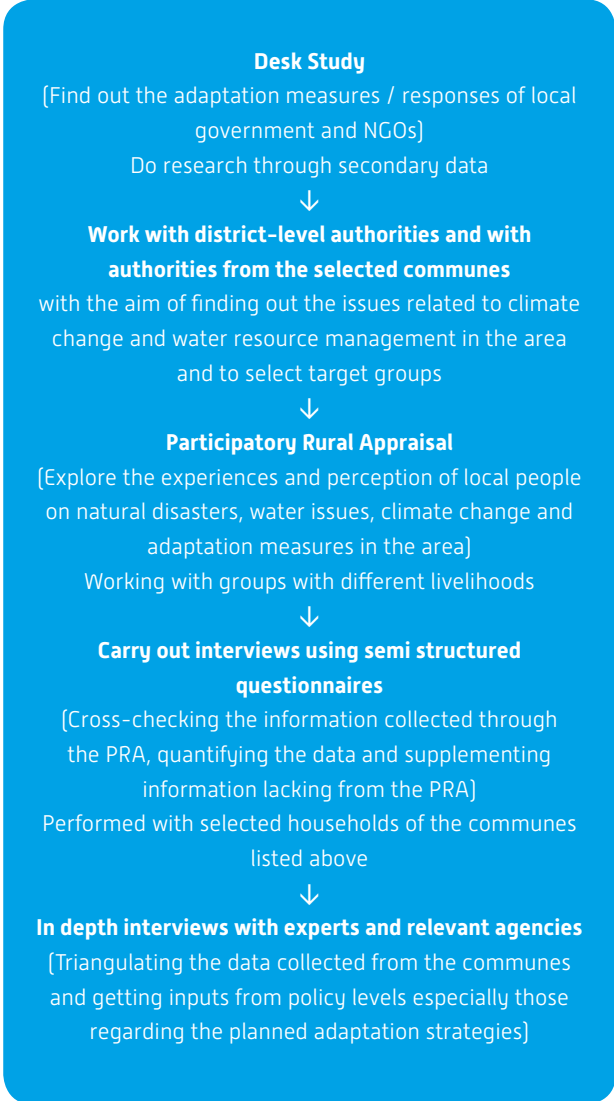 Desk Study
(Find out the adaptation measures / responses of local
government and NGOs)
Do research through secondary data
↓
Work with district-level authorities and with
authorities from the selected communes
with the aim of finding out the issues related to climate
change and water resource management in the area
and to select target groups
↓
Participatory Rural Appraisal
(Explore the experiences and perception of local people
on natural disasters, water issues, climate change and
adaptation measures in the area)
Working with groups with different livelihoods
↓
Carry out interviews using semi structured
questionnaires
(Cross-checking the information collected through
the PRA, quantifying the data and supplementing
information lacking from the PRA)
Performed with selected households of the communes
listed above
↓
In depth interviews with experts and relevant agencies
(Triangulating the data collected from the communes
and getting inputs from policy levels especially those
regarding the planned adaptation strategies)